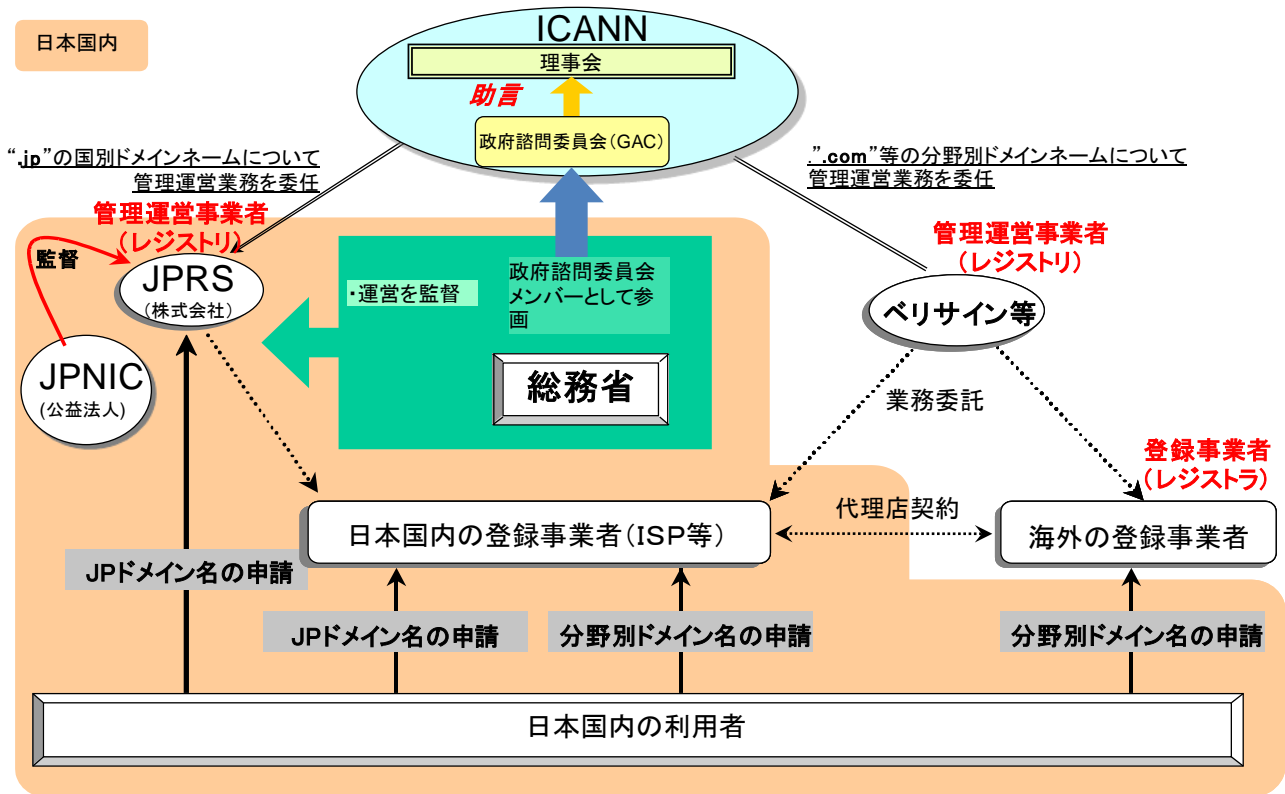 日本国内
ICANN
理事会
助言
政府諮問委員会(GAC)
“.jp”の国別ドメインネームについて
管理運営業務を委任
.”.com”等の分野別ドメインネームについて
管理運営業務を委任
管理運営事業者
(レジストリ)
監督
JPRS
(株式会社)
JPNIC
(公益法人)
・運営を監督
政府諮問委員会
メンバーとして参
画
総務省
管理運営事業者
(レジストリ)
ベリサイン等
業務委託
登録事業者
(レジストラ)
日本国内の登録事業者(ISP等)
代理店契約
海外の登録事業者
JPドメイン名の申請
JPドメイン名の申請
分野別ドメイン名の申請
分野別ドメイン名の申請
日本国内の利用者